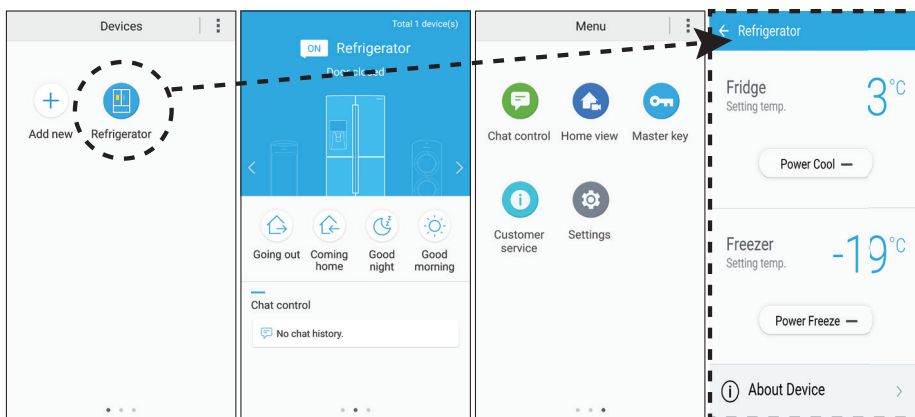 Devices
Add new
Refrigerator
Total 1 device(s)
ON Refrigerator
Door closed
Going out
Coming
home
Good
night
Good
morning
Chat control
No chat history.
Menu
Chat control
Home view
Master key
Customer
service
Settings
Refrigerator
Fridge
Setting temp.
3°C
Power Cool
Freezer
Setting temp.
-19°C
Power Freeze
About Device